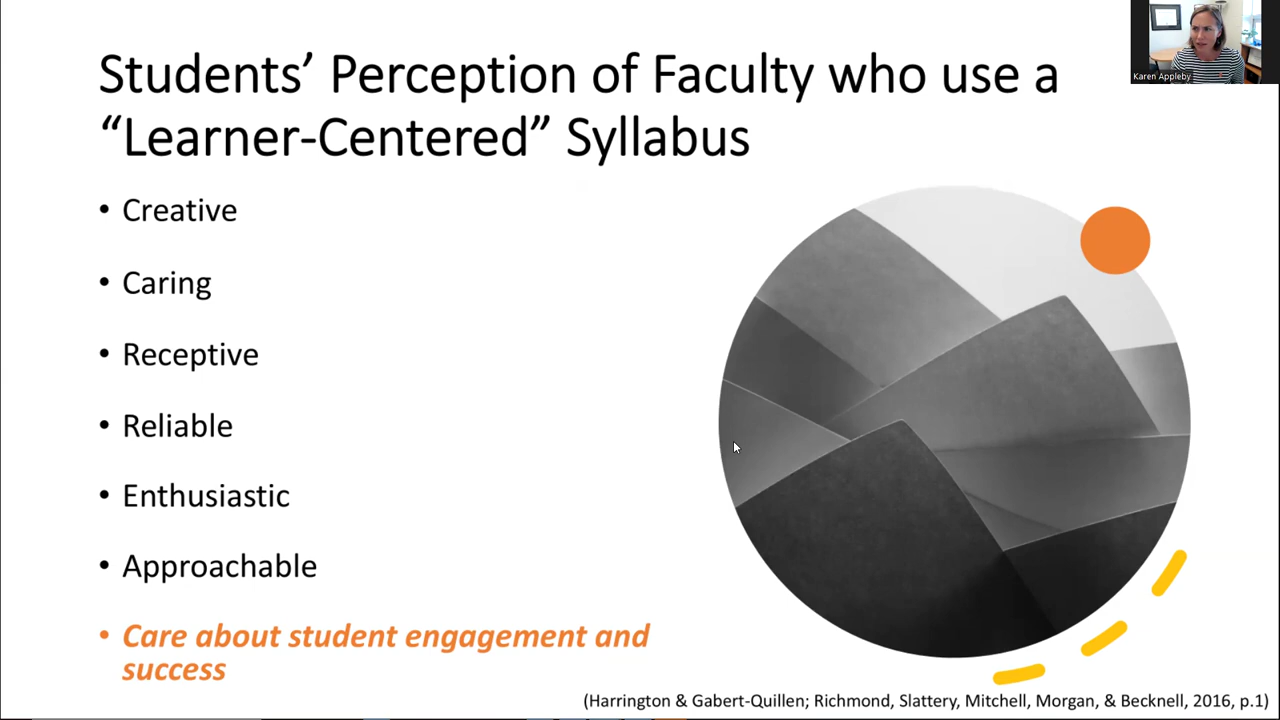 Students’ Perception of Faculty who use a
“Learner-Centered” Syllabus
Karen Appleby
• Creative
• Caring
• Receptive
• Reliable
• Enthusiastic
• Approachable
• Care about student engagement and
success
(Harrington & Gabert-Quillen; Richmond, Slattery, Mitchell, Morgan, & Becknell, 2016, p.1)